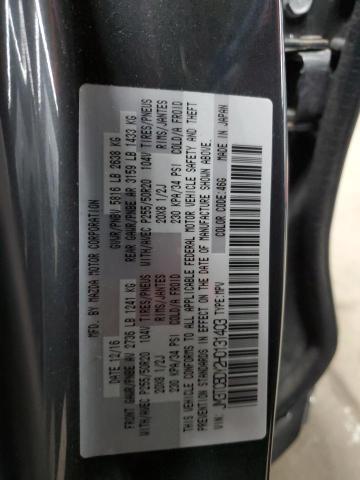 MFD. BY MAZDA MOTOR CORPORATION
DATE: 12/16 GVWR/PNBV 5816 LB 2638 KG
FRONT GAWR/PNBE AV 2736 LB 1241 KG REAR GAWR/PNBE AR 3159 LB 1433 KG
WITH/AVEC P255/50R20 104V TIRES/PNEUS WITH/AVEC P255/50R20 104V TIRES/PNEUS
20X8 1/2J RIMS/JANTES 20X8 1/2J RIMS/JANTES
230 KPA/34 PSI COLD/A FROID 230 KPA/34 PSI COLD/A FROID
THIS VEHICLE CONFORMS TO ALL APPLICABLE FEDERAL MOTOR VEHICLE SAFETY AND THEFT
PREVENTION STANDARDS IN EFFECT ON THE DATE OF MANUFACTURE SHOWN ABOVE.
JM3TCBDY2H0131403 TYPE:MPV COLOR CODE:46G MADE IN JAPAN